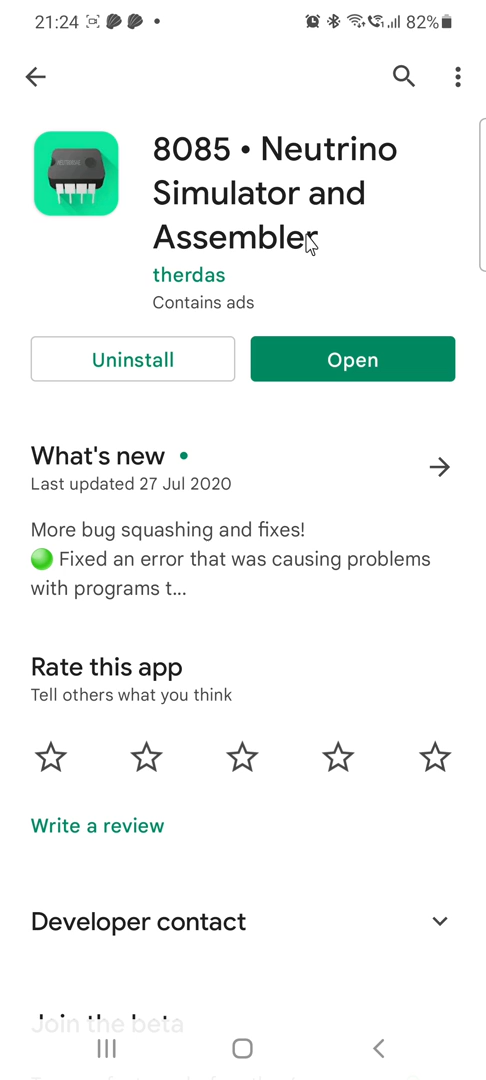 21:24 82%
8085 • Neutrino
Simulator and
Assembler
therdas
Contains ads
Uninstall Open
What's new •
Last updated 27 Jul 2020
More bug squashing and fixes!
🟢 Fixed an error that was causing problems
with programs t...
Rate this app
Tell others what you think
Write a review
Developer contact
Join the beta